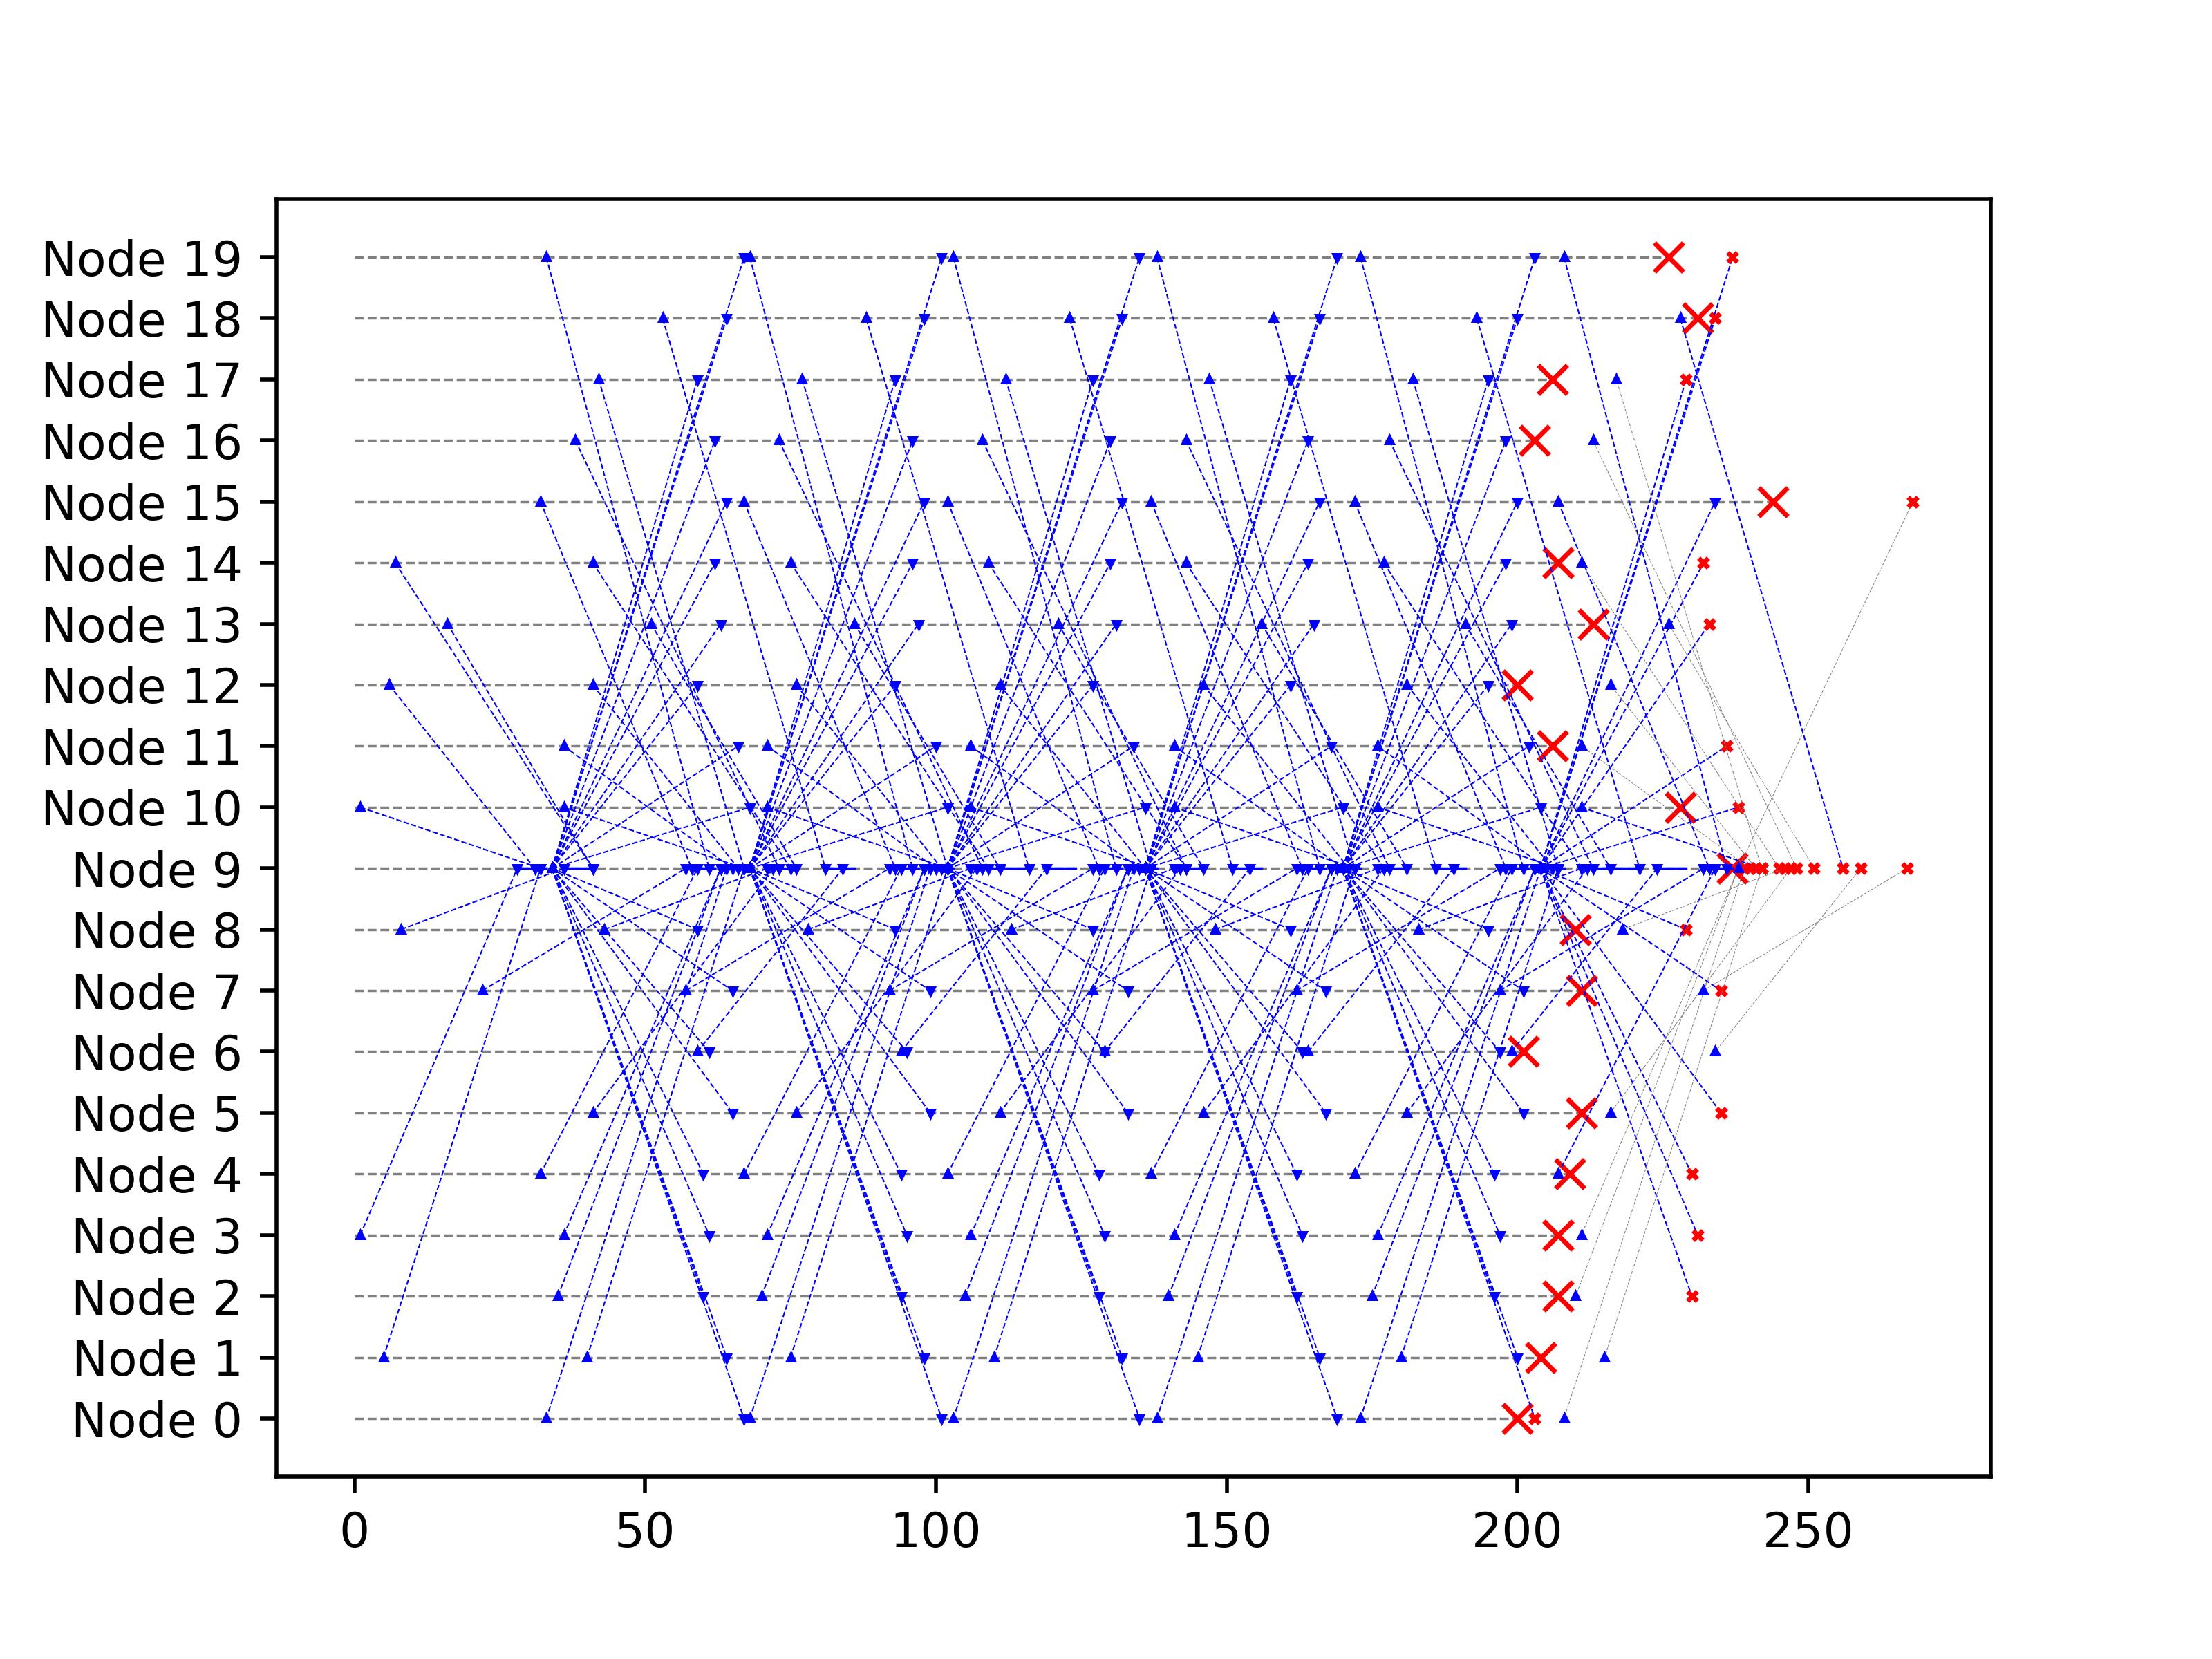 Node 19
Node 18
Node 17
Node 16
Node 15
Node 14
Node 13
Node 12
Node 11
Node 10
Node 9
Node 8
Node 7
Node 6
Node 5
Node 4
Node 3
Node 2
Node 1
Node 0
0 50 100 150 200 250